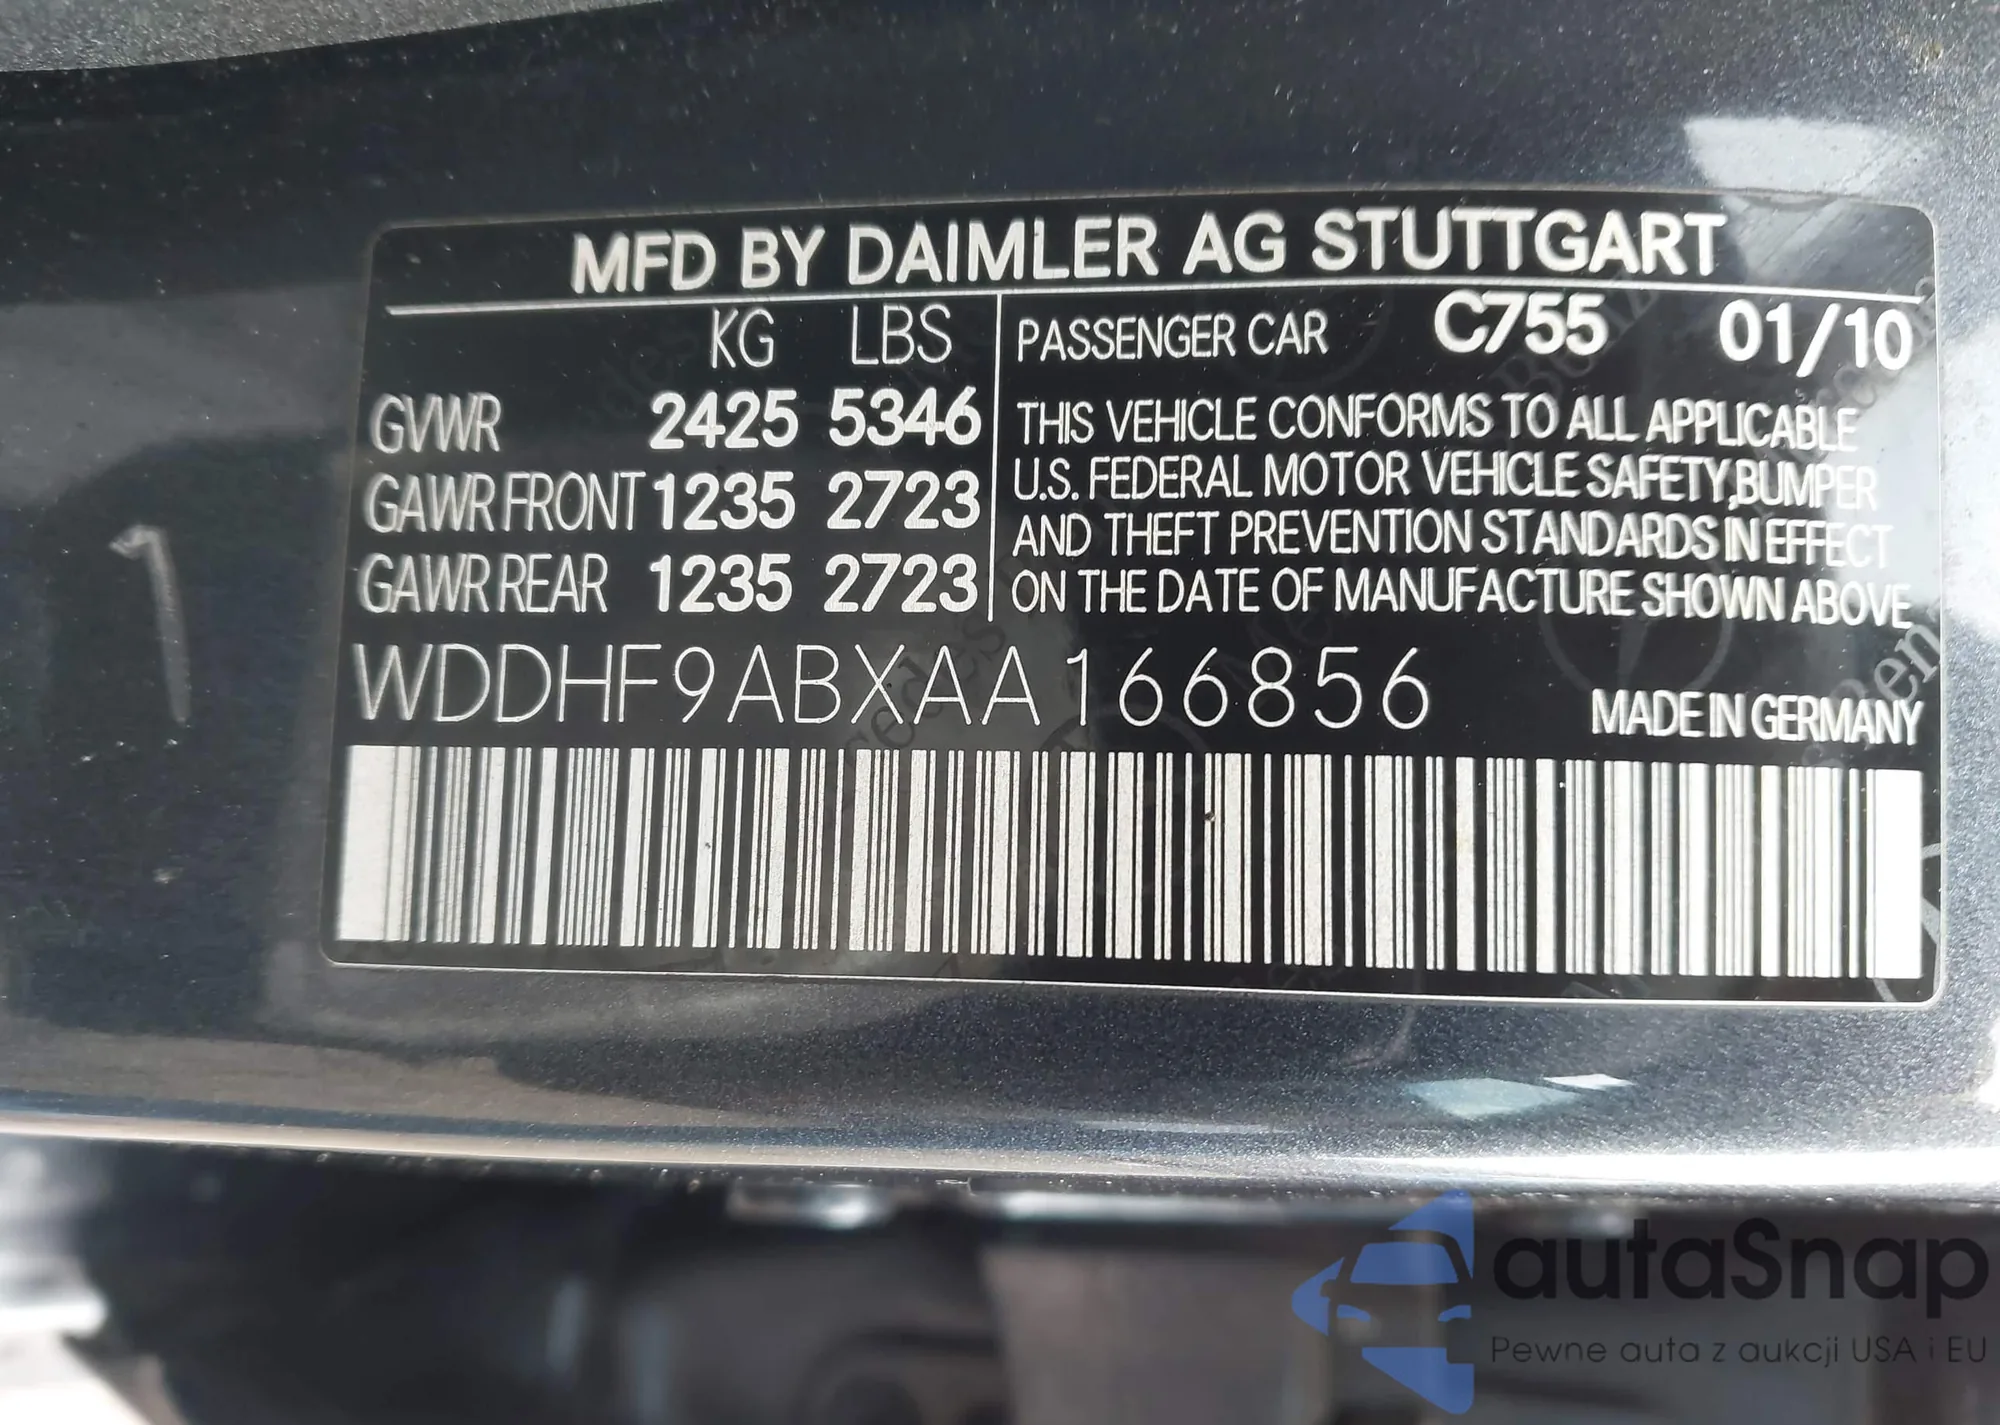 MFD BY DAIMLER AG STUTTGART
KG LBS
GVWR 2425 5346
GAWR FRONT 1235 2723
GAWR REAR 1235 2723
PASSENGER CAR C755 01/10
THIS VEHICLE CONFORMS TO ALL APPLICABLE
U.S. FEDERAL MOTOR VEHICLE SAFETY, BUMPER
AND THEFT PREVENTION STANDARDS IN EFFECT
ON THE DATE OF MANUFACTURE SHOWN ABOVE
WDDHF9ABXAA166856
MADE IN GERMANY
1
autaSnap
Pewne auta z aukcji USA i EU